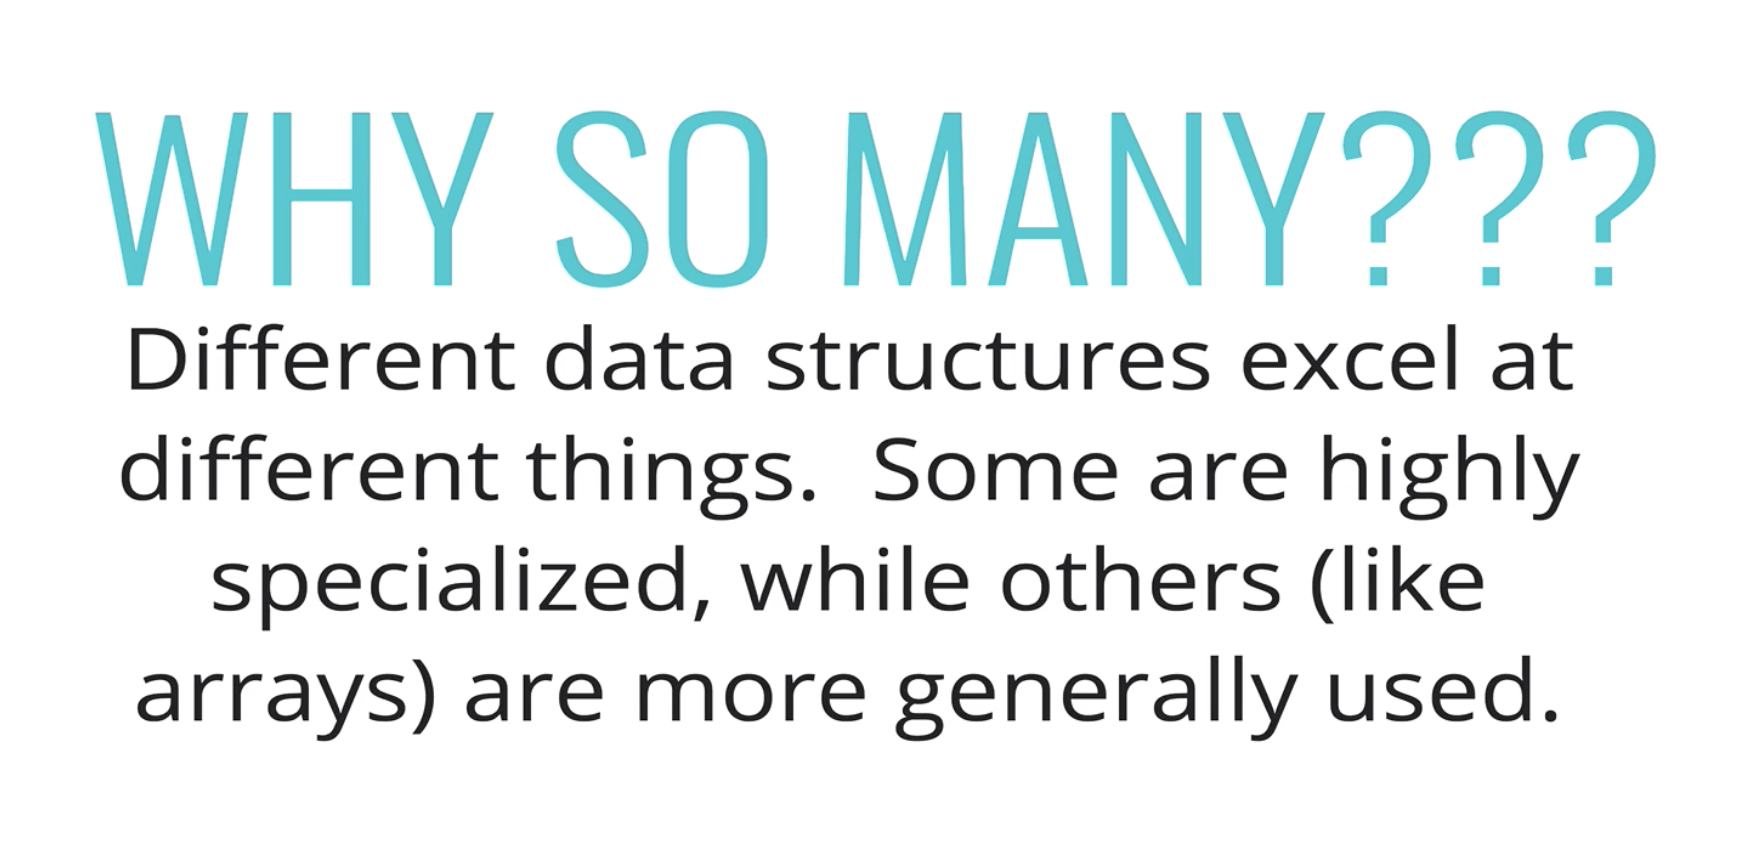 WHY SO MANY???
Different data structures excel at
different things.  Some are highly
specialized, while others (like
arrays) are more generally used.